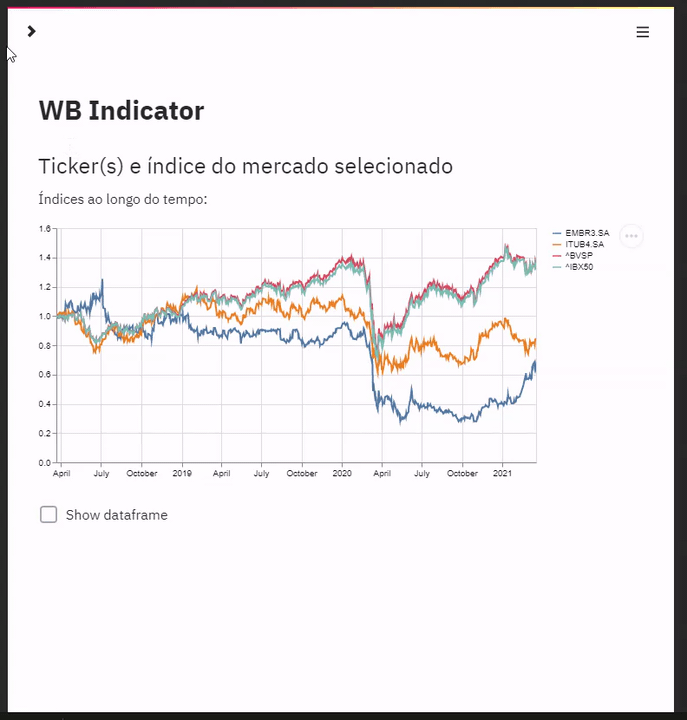 WB Indicator
Ticker(s) e índice do mercado selecionado
Índices ao longo do tempo:
1.6
1.4
1.2
1.0
0.8
0.6
0.4
0.2
0.0
April July October 2019 April July October 2020 April July October 2021
EMBR3.SA
ITUB4.SA
^BVSP
^IBX50
Show dataframe